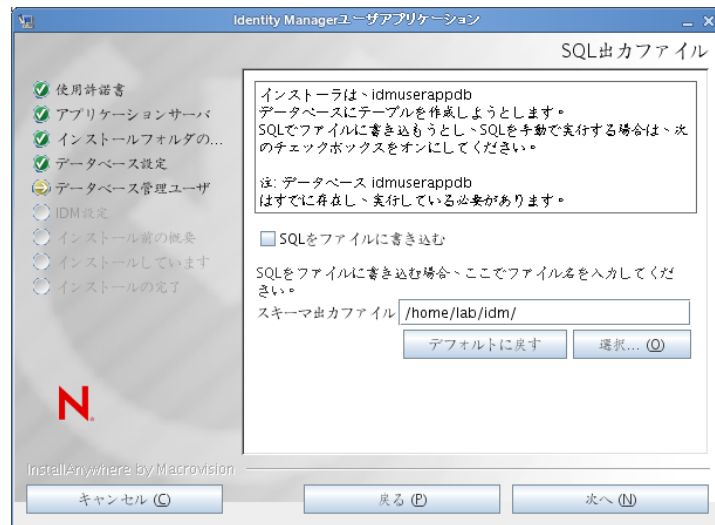 Identity Managerユーザアプリケーション
SQL出力ファイル
使用許諾書
アプリケーションサーバ
インストールフォルダの...
データベース設定
データベース管理ユーザ
IDM設定
インストール前の概要
インストールしています
インストールの完了
インストーラは、idmuserappdb
データベースにテーブルを作成しようとします。
SQLでファイルに書き込もうとし、SQLを手動で実行する場合は、次
のチェックボックスをオンにしてください。
注: データベース idmuserappdb
はすでに存在し、実行している必要があります。
SQLをファイルに書き込む
SQLをファイルに書き込む場合、ここでファイル名を入力してくだ
さい。
スキーマ出力ファイル /home/lab/idm/
デフォルトに戻す 選択... (O)
N
InstallAnywhere by Macrovision
キャンセル (C) 戻る (P) 次へ (N)